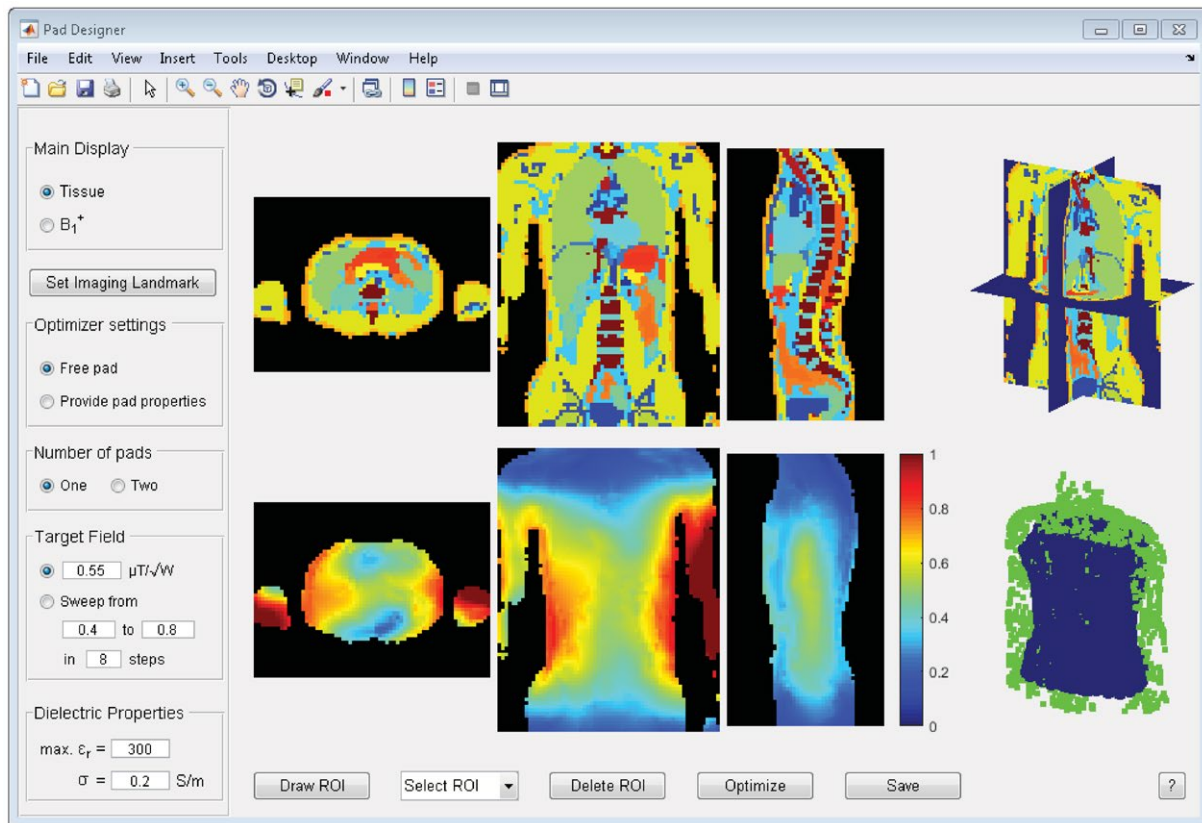 Pad Designer
File Edit View Insert Tools Desktop Window Help
Main Display
Tissue
B₁⁺
Set Imaging Landmark
Optimizer settings
Free pad
Provide pad properties
Number of pads
One Two
Target Field
0.55 µT/√W
Sweep from
0.4 to 0.8
in 8 steps
Dielectric Properties
max. εᵣ = 300
σ = 0.2 S/m
1
0.8
0.6
0.4
0.2
0
Draw ROI Select ROI Delete ROI Optimize Save ?